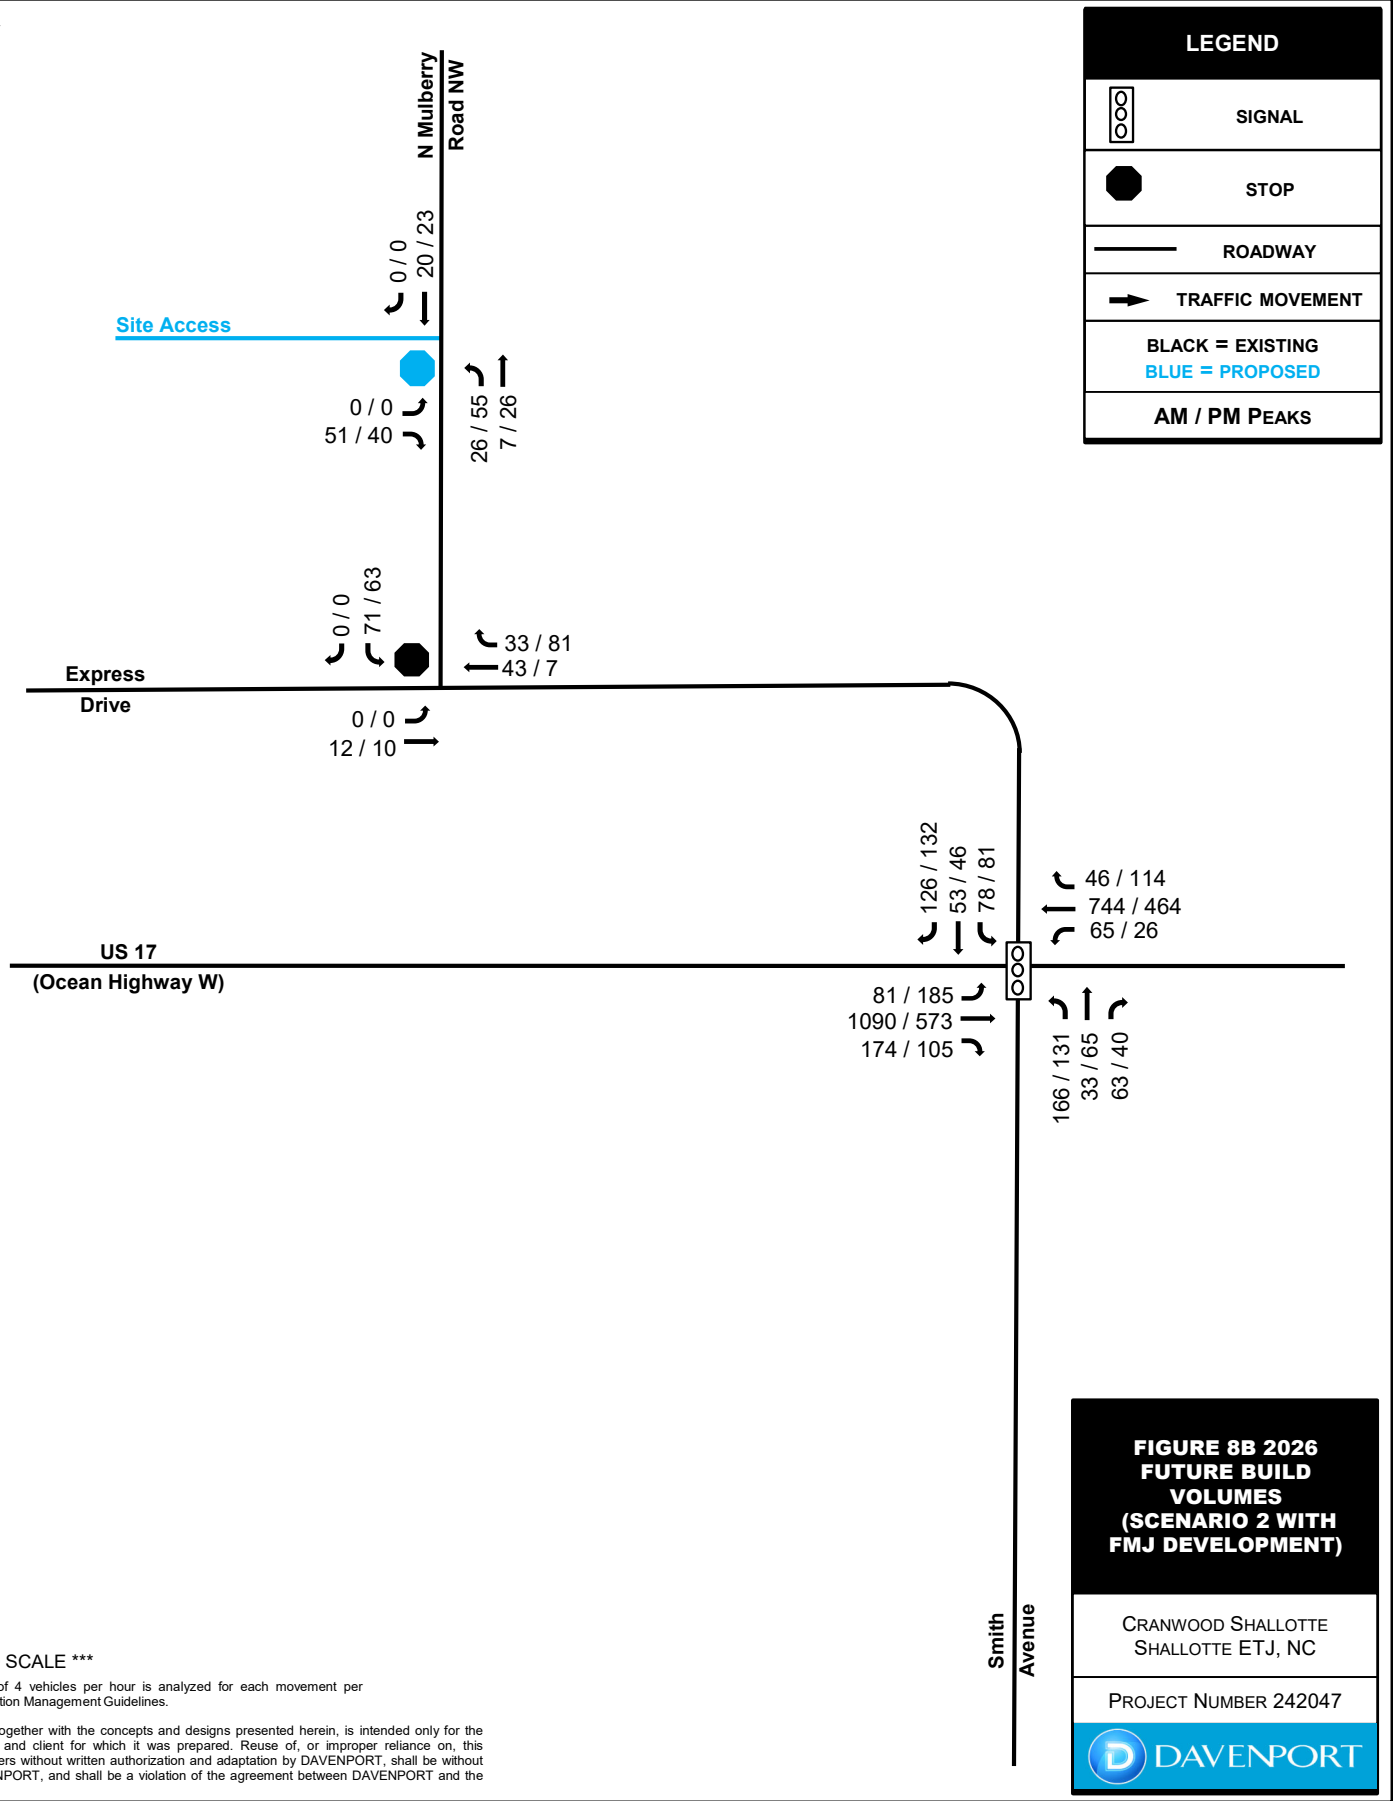 LEGEND
SIGNAL
STOP
ROADWAY
TRAFFIC MOVEMENT
BLACK = EXISTING
BLUE = PROPOSED
AM / PM PEAKS
N Mulberry
Road NW
0 / 0
20 / 23
Site Access
0 / 0
51 / 40
26 / 55
7 / 26
0 / 0
71 / 63
33 / 81
43 / 7
Express
Drive
0 / 0
12 / 10
126 / 132
53 / 46
78 / 81
46 / 114
744 / 464
65 / 26
US 17
(Ocean Highway W)
81 / 185
1090 / 573
174 / 105
166 / 131
33 / 65
63 / 40
Smith
Avenue
FIGURE 8B 2026
FUTURE BUILD
VOLUMES
(SCENARIO 2 WITH
FMJ DEVELOPMENT)
CRANWOOD SHALLOTTE
SHALLOTTE ETJ, NC
PROJECT NUMBER 242047
DAVENPORT
SCALE ***
of 4 vehicles per hour is analyzed for each movement per
tion Management Guidelines.
ogether with the concepts and designs presented herein, is intended only for the
and client for which it was prepared. Reuse of, or improper reliance on, this
ers without written authorization and adaptation by DAVENPORT, shall be without
NPORT, and shall be a violation of the agreement between DAVENPORT and the